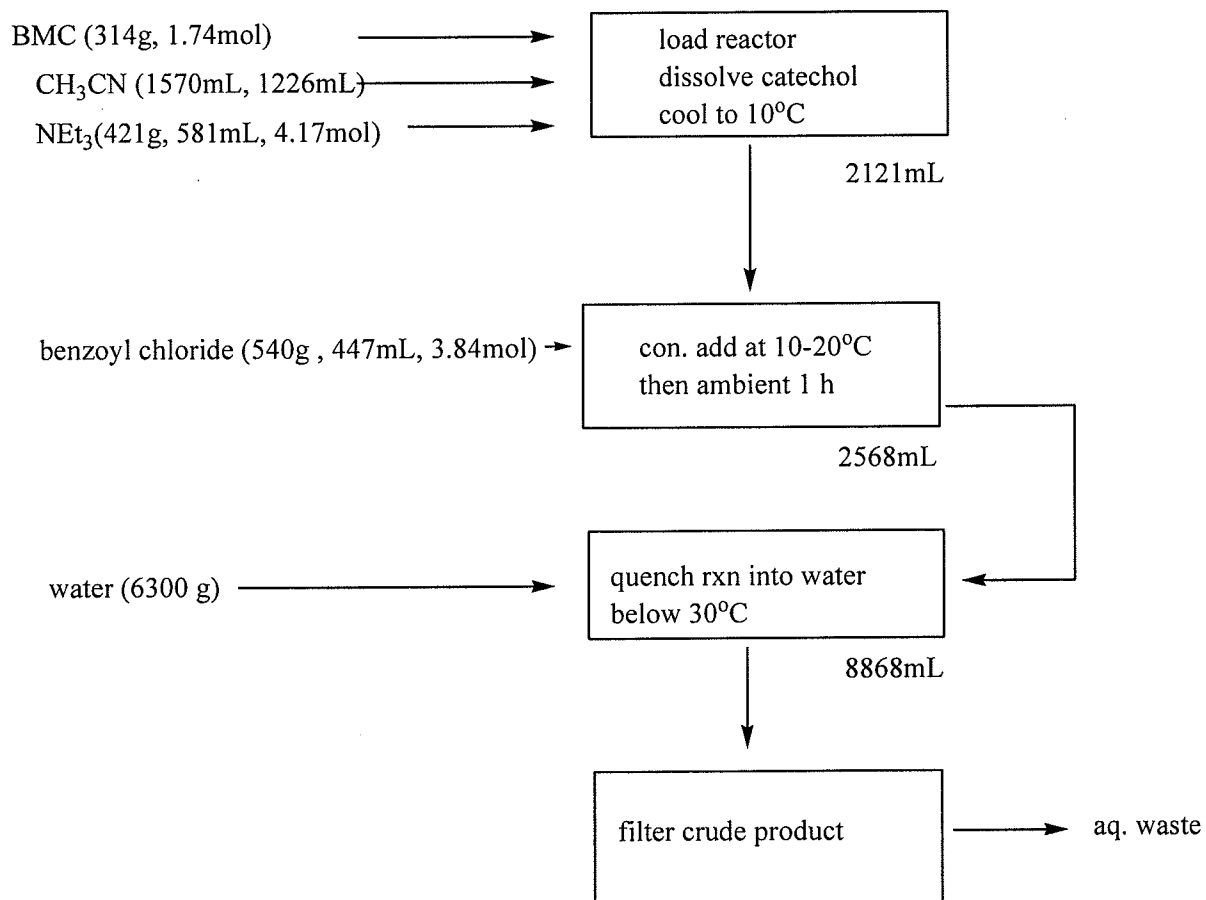 BMC (314g, 1.74mol)
CH₃CN (1570mL, 1226mL)
NEt₃(421g, 581mL, 4.17mol)
load reactor
dissolve catechol
cool to 10°C
2121mL
benzoyl chloride (540g , 447mL, 3.84mol)
con. add at 10-20°C
then ambient 1 h
2568mL
water (6300 g)
quench rxn into water
below 30°C
8868mL
filter crude product
aq. waste